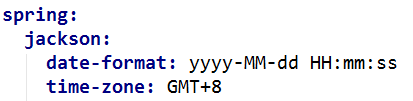 spring:
  jackson:
    date-format: yyyy-MM-dd HH:mm:ss
    time-zone: GMT+8